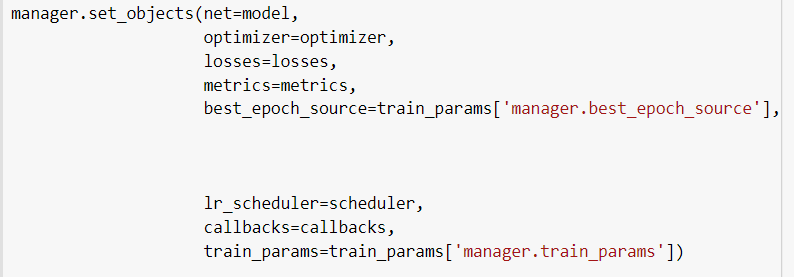 manager.set_objects(net=model,
optimizer=optimizer,
losses=losses,
metrics=metrics,
best_epoch_source=train_params['manager.best_epoch_source'],
lr_scheduler=scheduler,
callbacks=callbacks,
train_params=train_params['manager.train_params'])